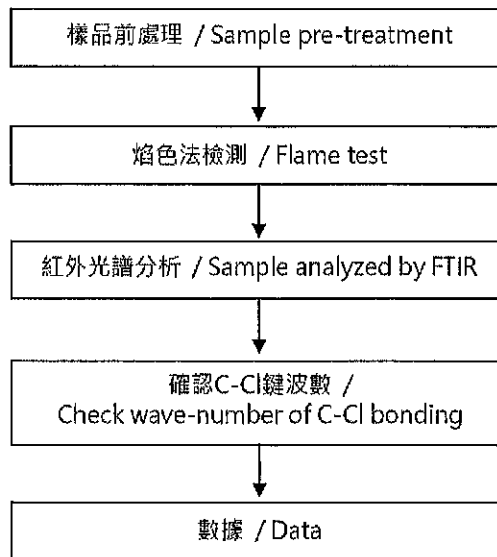 樣品前處理 / Sample pre-treatment
焰色法檢測 / Flame test
紅外光譜分析 / Sample analyzed by FTIR
確認C-Cl鍵波數 /
Check wave-number of C-Cl bonding
數據 / Data